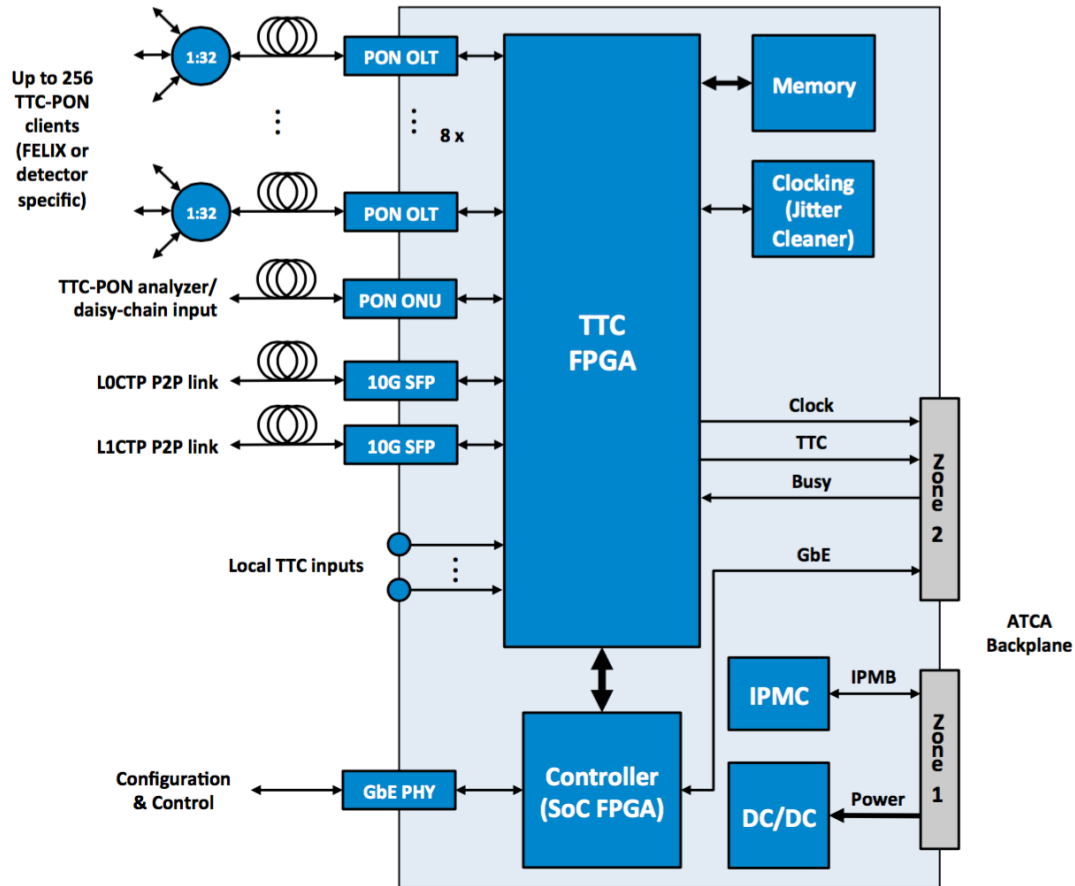 Up to 256
TTC-PON
clients
(FELIX or
detector
specific)
1:32
PON OLT
8 x
1:32
PON OLT
TTC-PON analyzer/
daisy-chain input
PON ONU
L0CTP P2P link
10G SFP
L1CTP P2P link
10G SFP
Local TTC inputs
Configuration
& Control
GbE PHY
TTC
FPGA
Controller
(SoC FPGA)
Memory
Clocking
(Jitter
Cleaner)
Clock
TTC
Busy
GbE
Zone 2
ATCA
Backplane
IPMC
IPMB
DC/DC
Power
Zone 1